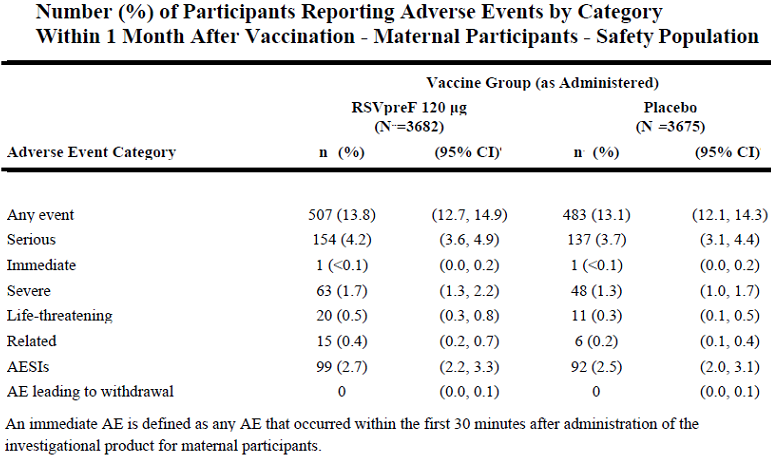 Number (%) of Participants Reporting Adverse Events by Category
Within 1 Month After Vaccination - Maternal Participants - Safety Population
Vaccine Group (as Administered)
RSVpreF 120 µg Placebo
(N=3682) (N=3675)
Adverse Event Category n (%) (95% CI) n (%) (95% CI)
Any event 507 (13.8) (12.7, 14.9) 483 (13.1) (12.1, 14.3)
Serious 154 (4.2) (3.6, 4.9) 137 (3.7) (3.1, 4.4)
Immediate 1 (<0.1) (0.0, 0.2) 1 (<0.1) (0.0, 0.2)
Severe 63 (1.7) (1.3, 2.2) 48 (1.3) (1.0, 1.7)
Life-threatening 20 (0.5) (0.3, 0.8) 11 (0.3) (0.1, 0.5)
Related 15 (0.4) (0.2, 0.7) 6 (0.2) (0.1, 0.4)
AESIs 99 (2.7) (2.2, 3.3) 92 (2.5) (2.0, 3.1)
AE leading to withdrawal 0 (0.0, 0.1) 0 (0.0, 0.1)
An immediate AE is defined as any AE that occurred within the first 30 minutes after administration of the
investigational product for maternal participants.